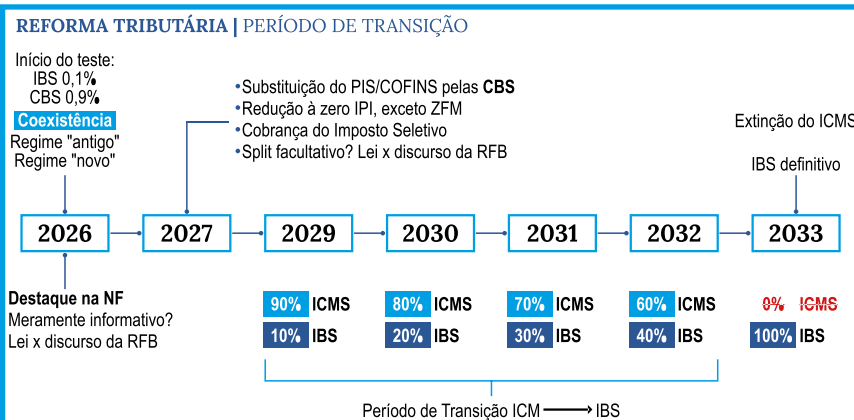 REFORMA TRIBUTÁRIA | PERÍODO DE TRANSIÇÃO
Início do teste:
IBS 0,1%
CBS 0,9%
Coexistência
Regime "antigo"
Regime "novo"
•Substituição do PIS/COFINS pelas CBS
•Redução à zero IPI, exceto ZFM
•Cobrança do Imposto Seletivo
•Split facultativo? Lei x discurso da RFB
Extinção do ICMS
IBS definitivo
2026 2027 2029 2030 2031 2032 2033
Destaque na NF
Meramente informativo?
Lei x discurso da RFB
90% ICMS 80% ICMS 70% ICMS 60% ICMS 0% ICMS
10% IBS 20% IBS 30% IBS 40% IBS 100% IBS
Período de Transição ICM → IBS